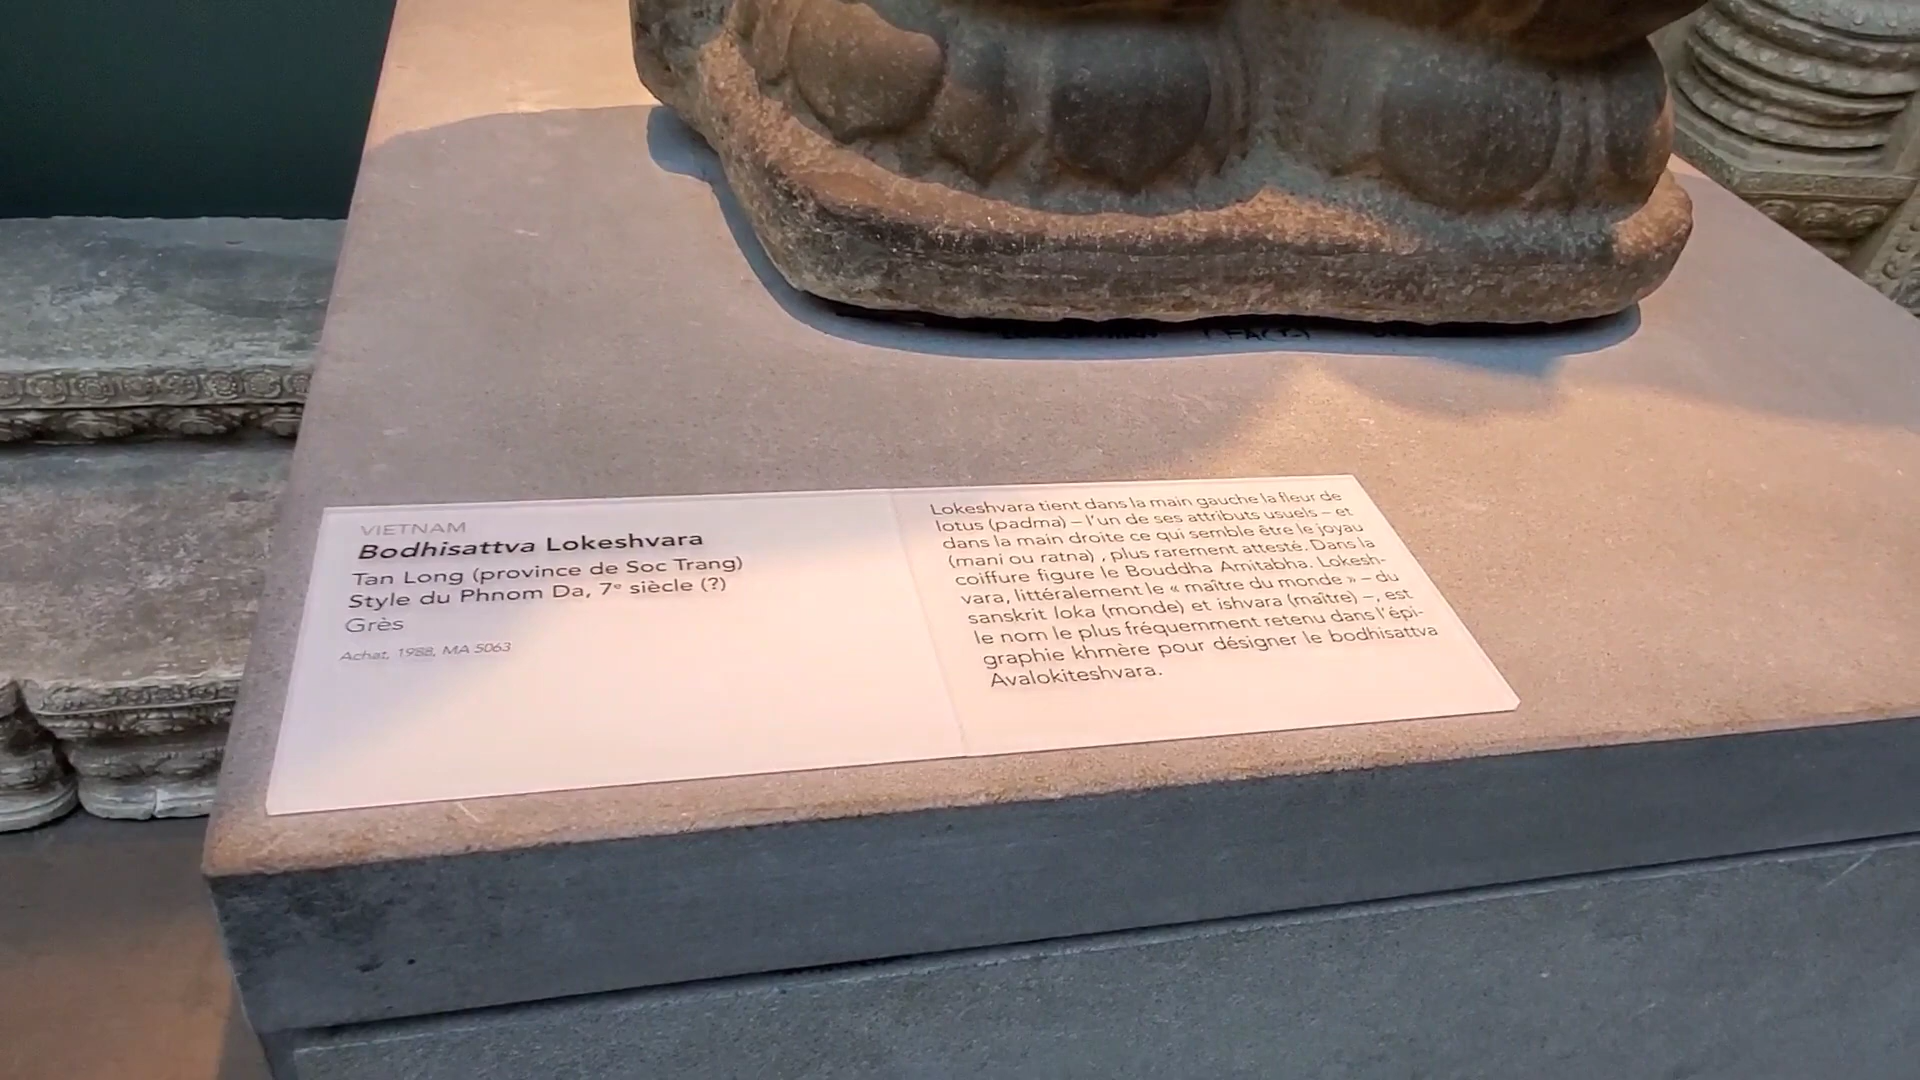 VIETNAM
Bodhisattva Lokeshvara
Tan Long (province de Soc Trang)
Style du Phnom Da, 7e siècle (?)
Grès
Achat, 1988, MA 5063
Lokeshvara tient dans la main gauche la fleur de
lotus (padma) – l'un de ses attributs usuels – et
dans la main droite ce qui semble être le joyau
(mani ou ratna) , plus rarement attesté. Dans la
coiffure figure le Bouddha Amitabha. Lokesh-
vara, littéralement le « maître du monde » – du
sanskrit loka (monde) et ishvara (maître) –, est
le nom le plus fréquemment retenu dans l'épi-
graphie khmère pour désigner le bodhisattva
Avalokiteshvara.